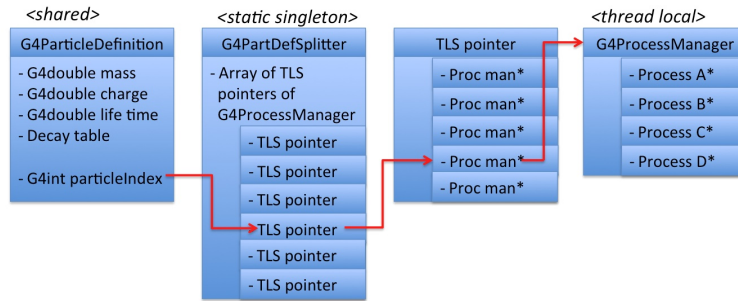 <shared>
G4ParticleDefinition
- G4double mass
- G4double charge
- G4double life time
- Decay table
- G4int particleIndex
<static singleton>
G4PartDefSplitter
- Array of TLS
pointers of
G4ProcessManager
- TLS pointer
- TLS pointer
- TLS pointer
TLS pointer
- TLS pointer
- TLS pointer
TLS pointer
- Proc man*
- Proc man*
- Proc man*
- Proc man*
- Proc man*
<thread local>
G4ProcessManager
- Process A*
- Process B*
- Process C*
- Process D*